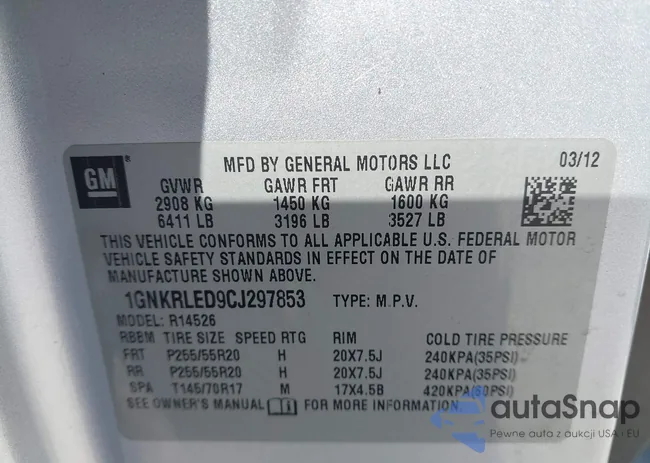 GM ® MFD BY GENERAL MOTORS LLC 03/12
GVWR GAWR FRT GAWR RR
2908 KG 1450 KG 1600 KG
6411 LB 3196 LB 3527 LB
THIS VEHICLE CONFORMS TO ALL APPLICABLE U.S. FEDERAL MOTOR
VEHICLE SAFETY STANDARDS IN EFFECT ON THE DATE OF
MANUFACTURE SHOWN ABOVE.
1GNKRLED9CJ297853 TYPE: M.P.V.
MODEL: R14526
TIRE SIZE SPEED RTG RIM COLD TIRE PRESSURE
FRT P255/55R20 H 20X7.5J 240KPA(35PSI)
RR P255/55R20 H 20X7.5J 240KPA(35PSI)
SPA T145/70R17 M 17X4.5B 420KPA(60PSI)
SEE OWNER'S MANUAL FOR MORE INFORMATION.
autaSnap
Pewne auta z aukcji USA i EU